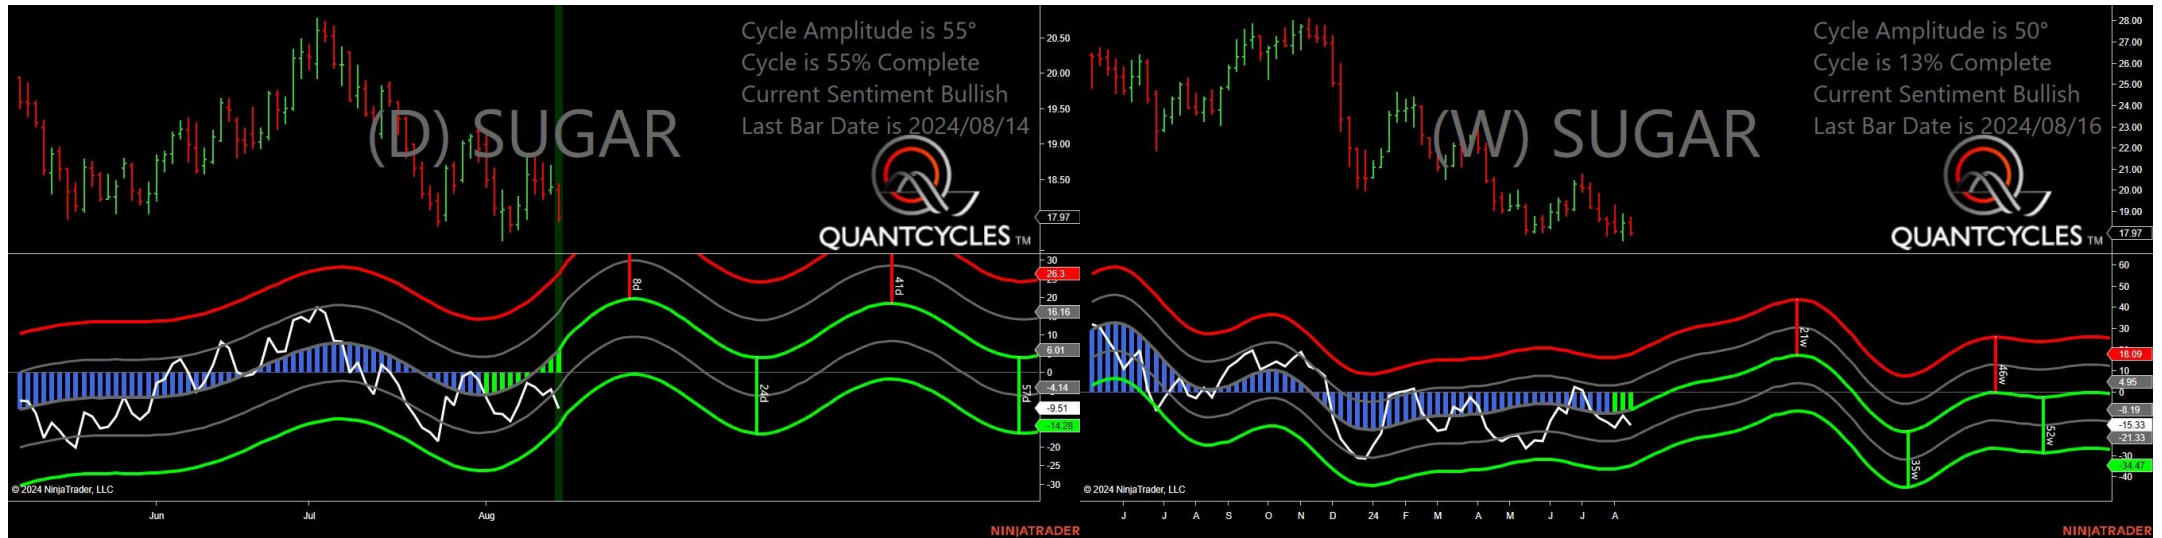 Cycle Amplitude is 55°
Cycle is 55% Complete
Current Sentiment Bullish
Last Bar Date is 2024/08/14
(D) SUGAR
QUANTCYCLES TM
20.50
20.00
19.50
19.00
18.50
17.97
30
26.3
25
20
16.16
10
6.01
0
-4.14
-9.51
-14.28
-20
-25
-30
8d
24d
41d
57d
© 2024 NinjaTrader, LLC
Jun
Jul
Aug
NINJATRADER
Cycle Amplitude is 50°
Cycle is 13% Complete
Current Sentiment Bullish
Last Bar Date is 2024/08/16
(W) SUGAR
QUANTCYCLES TM
28.00
27.00
26.00
25.00
24.00
23.00
22.00
21.00
20.00
19.00
17.97
60
50
40
30
18.09
4.95
0
-8.19
-15.33
-21.33
-30
-34.47
-40
21w
35w
46w
52w
© 2024 NinjaTrader, LLC
J
J
A
S
O
N
D
24
F
M
A
M
J
J
A
NINJATRADER